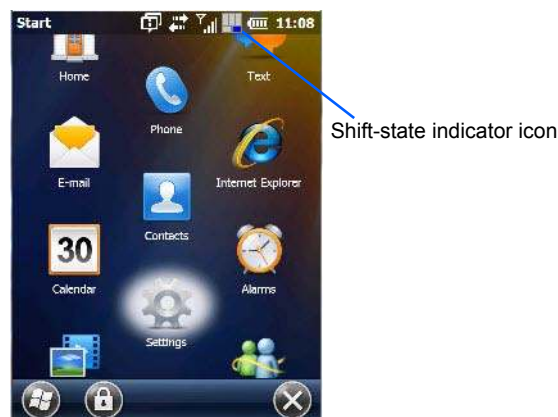 Start 11:08
Home
Text
Phone
Shift-state indicator icon
E-mail
Internet Explorer
Contacts
30
Calendar
Alarms
Settings